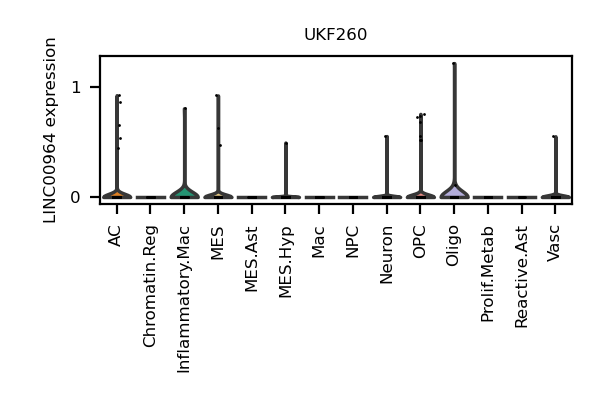 UKF260
LINC00964 expression
1
0
AC
Chromatin.Reg
Inflammatory.Mac
MES
MES.Ast
MES.Hyp
Mac
NPC
Neuron
OPC
Oligo
Prolif.Metab
Reactive.Ast
Vasc